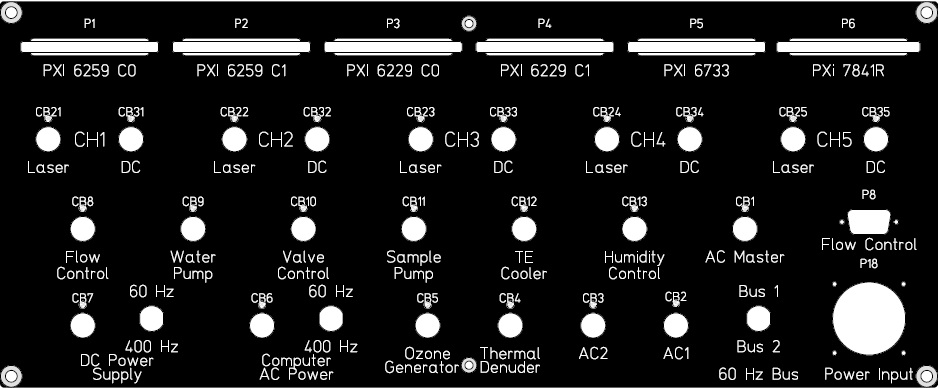 P1 P2 P3 P4 P5 P6
PXI 6259 C0 PXI 6259 C1 PXI 6229 C0 PXI 6229 C1 PXI 6733 PXi 7841R
CB21 CB31 CB22 CB32 CB23 CB33 CB24 CB34 CB25 CB35
CH1 CH2 CH3 CH4 CH5
Laser DC Laser DC Laser DC Laser DC Laser DC
CB8 CB9 CB10 CB11 CB12 CB13 CB1 P8
Flow Water Valve Sample TE Humidity AC Master Flow Control
Control Pump Control Pump Cooler Control P18
60 Hz 60 Hz Bus 1
CB7 CB6 CB5 CB4 CB3 CB2
400 Hz 400 Hz Bus 2
DC Power Computer Ozone Thermal AC2 AC1
Supply AC Power Generator Denuder 60 Hz Bus Power Input